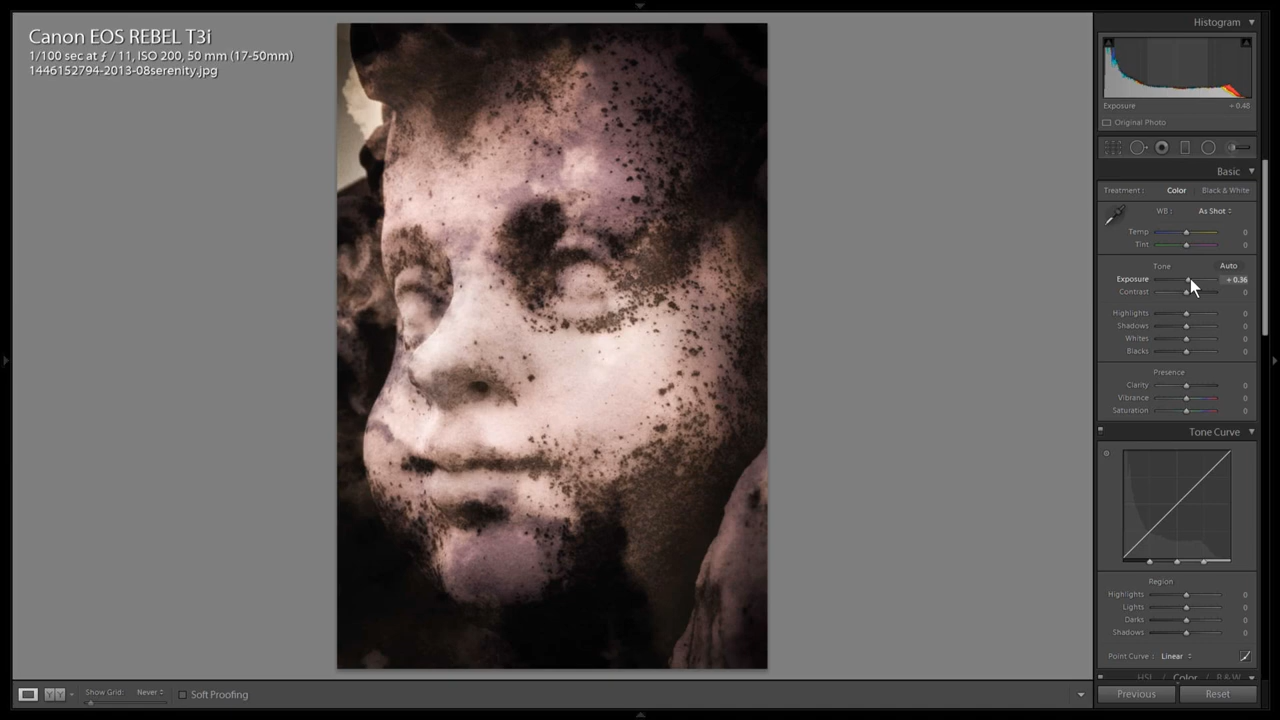 Canon EOS REBEL T3i
1/100 sec at ƒ / 11, ISO 200, 50 mm (17-50mm)
1446152794-2013-08serenity.jpg
Histogram
Exposure + 0.48
Original Photo
Basic
Treatment : Color Black & White
WB : As Shot
Temp 0
Tint 0
Tone Auto
Exposure + 0.36
Contrast 0
Highlights 0
Shadows 0
Whites 0
Blacks 0
Presence
Clarity 0
Vibrance 0
Saturation 0
Tone Curve
Region
Highlights 0
Lights 0
Darks 0
Shadows 0
Point Curve : Linear
HSL / Color / B & W
Show Grid: Never Soft Proofing
Y Y
Previous Reset